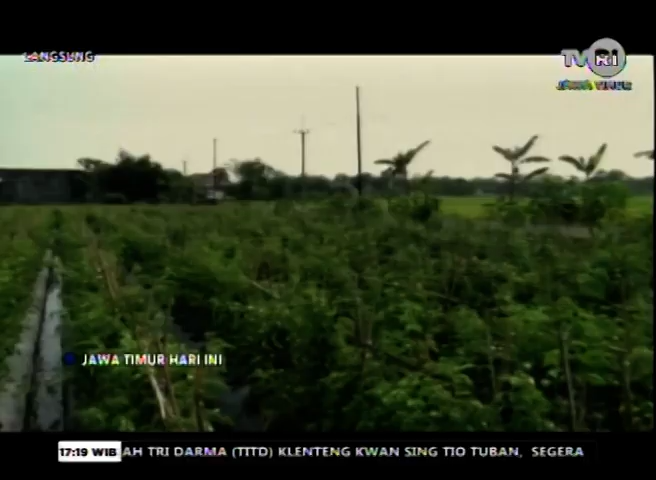 LANGSUNG
TVRI
JAWA TIMUR
JAWA TIMUR HARI INI
17:19 WIB AH TRI DARMA (TITD) KLENTENG KWAN SING TIO TUBAN, SEGERA